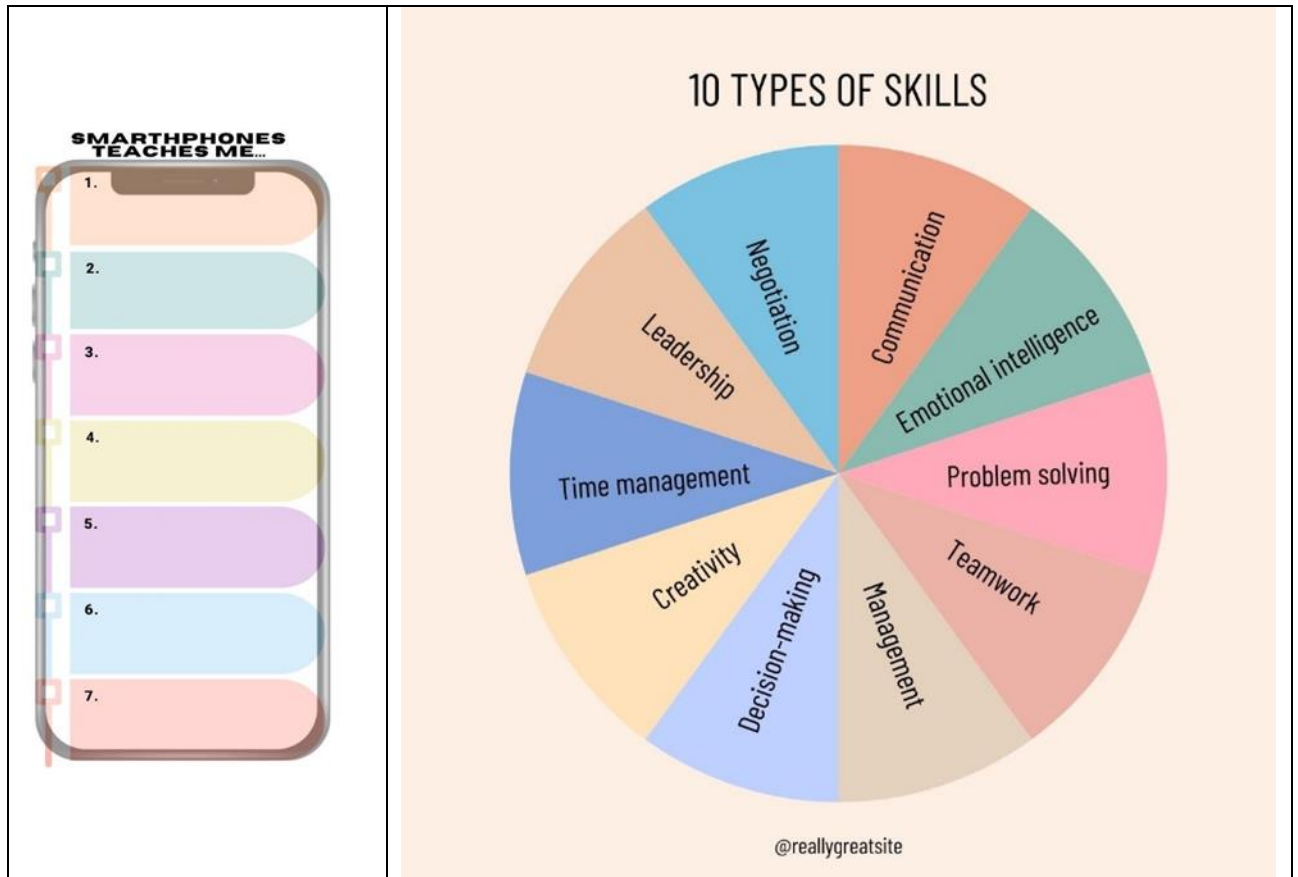 SMARTHPHONES
TEACHES ME...
1.
2.
3.
4.
5.
6.
7.
10 TYPES OF SKILLS
Communication
Emotional intelligence
Problem solving
Teamwork
Management
Decision-making
Creativity
Time management
Leadership
Negotiation
@reallygreatsite